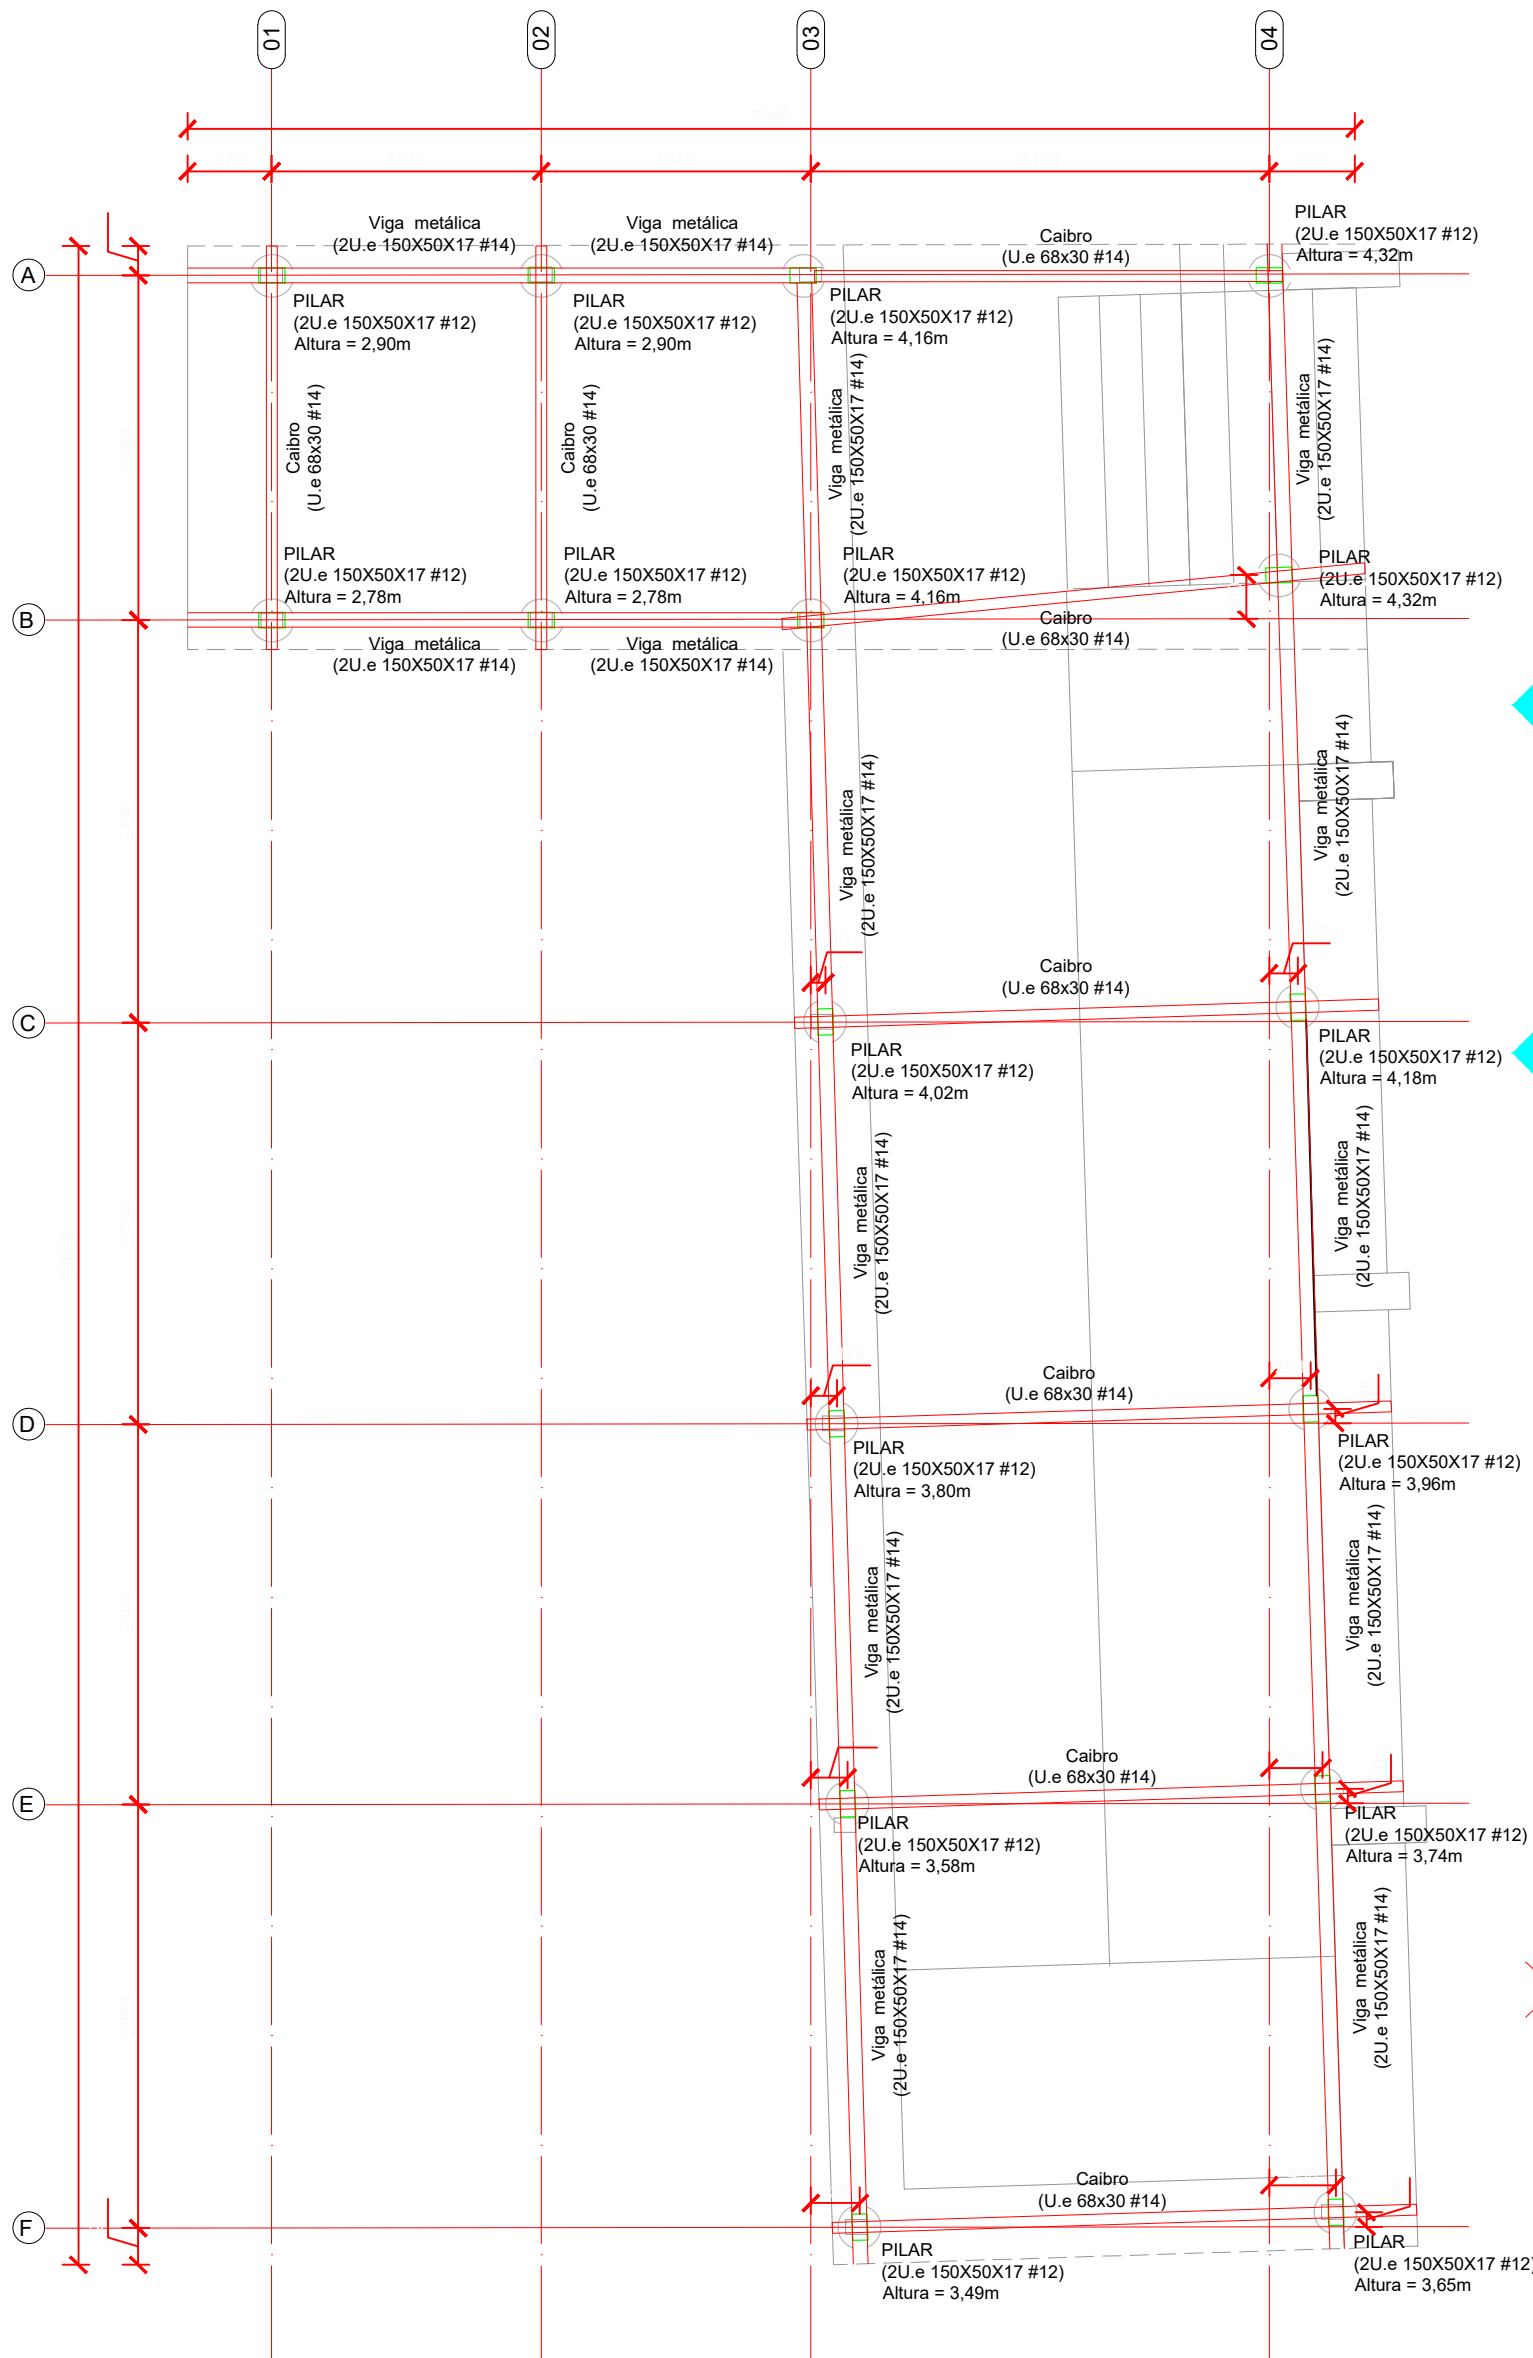 01
02
03
04
Viga metálica
(2U.e 150X50X17 #14)
Viga metálica
(2U.e 150X50X17 #14)
Caibro
(U.e 68x30 #14)
PILAR
(2U.e 150X50X17 #12)
Altura = 4,32m
A
PILAR
(2U.e 150X50X17 #12)
Altura = 2,90m
PILAR
(2U.e 150X50X17 #12)
Altura = 2,90m
PILAR
(2U.e 150X50X17 #12)
Altura = 4,16m
Caibro
(U.e 68x30 #14)
Caibro
(U.e 68x30 #14)
Viga metálica
(2U.e 150X50X17 #14)
Viga metálica
(2U.e 150X50X17 #14)
PILAR
(2U.e 150X50X17 #12)
Altura = 2,78m
PILAR
(2U.e 150X50X17 #12)
Altura = 2,78m
PILAR
(2U.e 150X50X17 #12)
Altura = 4,16m
PILAR
(2U.e 150X50X17 #12)
Altura = 4,32m
B
Viga metálica
(2U.e 150X50X17 #14)
Viga metálica
(2U.e 150X50X17 #14)
Caibro
(U.e 68x30 #14)
Viga metálica
(2U.e 150X50X17 #14)
Viga metálica
(2U.e 150X50X17 #14)
Caibro
(U.e 68x30 #14)
C
PILAR
(2U.e 150X50X17 #12)
Altura = 4,02m
PILAR
(2U.e 150X50X17 #12)
Altura = 4,18m
Viga metálica
(2U.e 150X50X17 #14)
Viga metálica
(2U.e 150X50X17 #14)
Caibro
(U.e 68x30 #14)
D
PILAR
(2U.e 150X50X17 #12)
Altura = 3,80m
PILAR
(2U.e 150X50X17 #12)
Altura = 3,96m
Viga metálica
(2U.e 150X50X17 #14)
Viga metálica
(2U.e 150X50X17 #14)
Caibro
(U.e 68x30 #14)
E
PILAR
(2U.e 150X50X17 #12)
Altura = 3,58m
PILAR
(2U.e 150X50X17 #12)
Altura = 3,74m
Viga metálica
(2U.e 150X50X17 #14)
Viga metálica
(2U.e 150X50X17 #14)
Caibro
(U.e 68x30 #14)
F
PILAR
(2U.e 150X50X17 #12)
Altura = 3,49m
PILAR
(2U.e 150X50X17 #12)
Altura = 3,65m